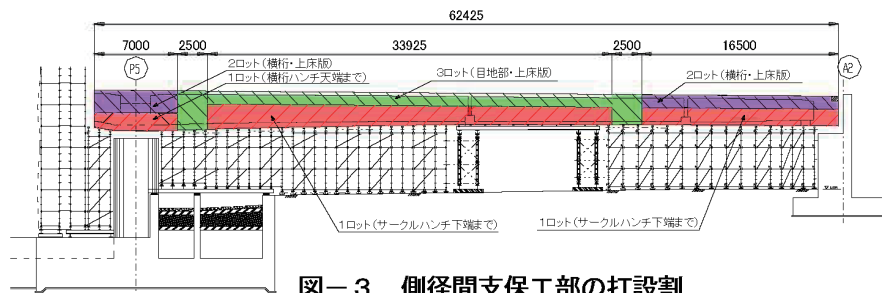 62425
7000 2500 33925 2500 16500
P5
A2
2ロット(横桁・上床版)
1ロット(横桁ハンチ天端まで)
3ロット(目地部・上床版)
2ロット(横桁・上床版)
1ロット(サークルハンチ下端まで)
1ロット(サークルハンチ下端まで)
図-3 側径間支保工部の打設割